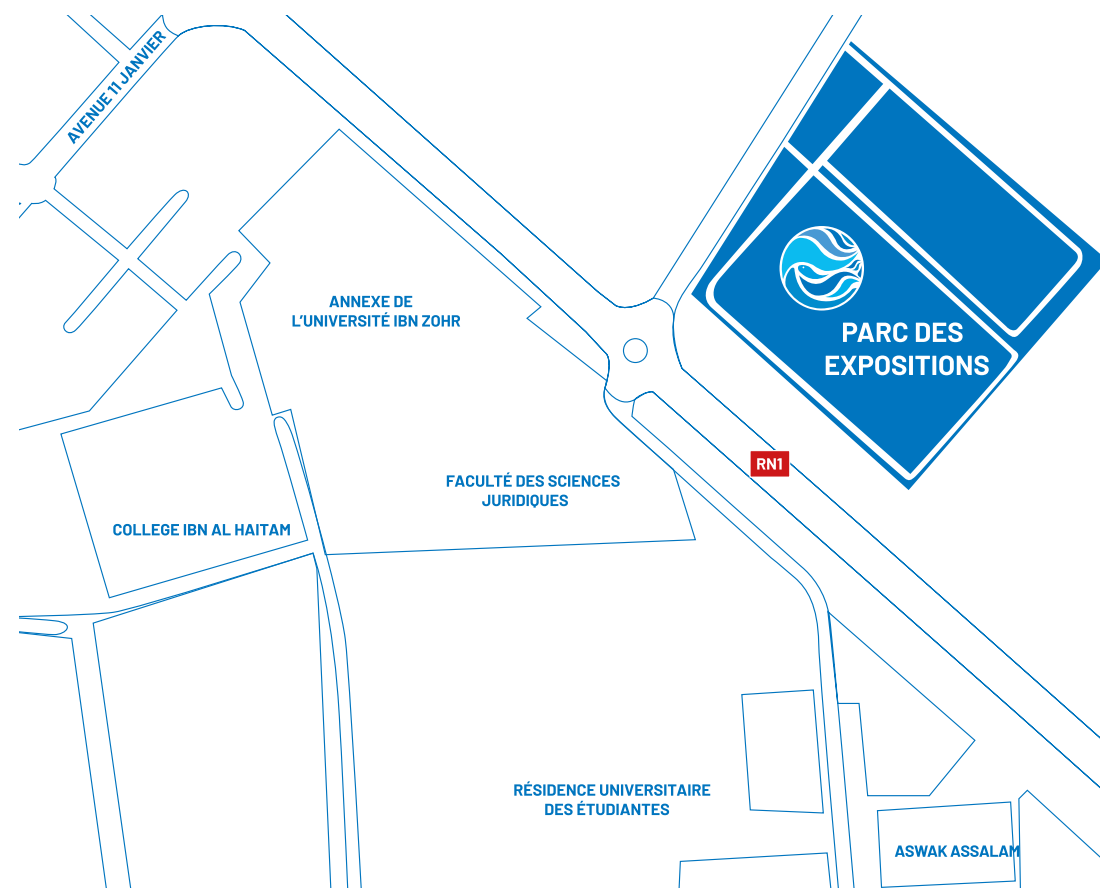 AVENUE 11 JANVIER
ANNEXE DE
L'UNIVERSITÉ IBN ZOHR
PARC DES
EXPOSITIONS
RN1
FACULTÉ DES SCIENCES
JURIDIQUES
COLLEGE IBN AL HAITAM
RÉSIDENCE UNIVERSITAIRE
DES ÉTUDIANTES
ASWAK ASSALAM